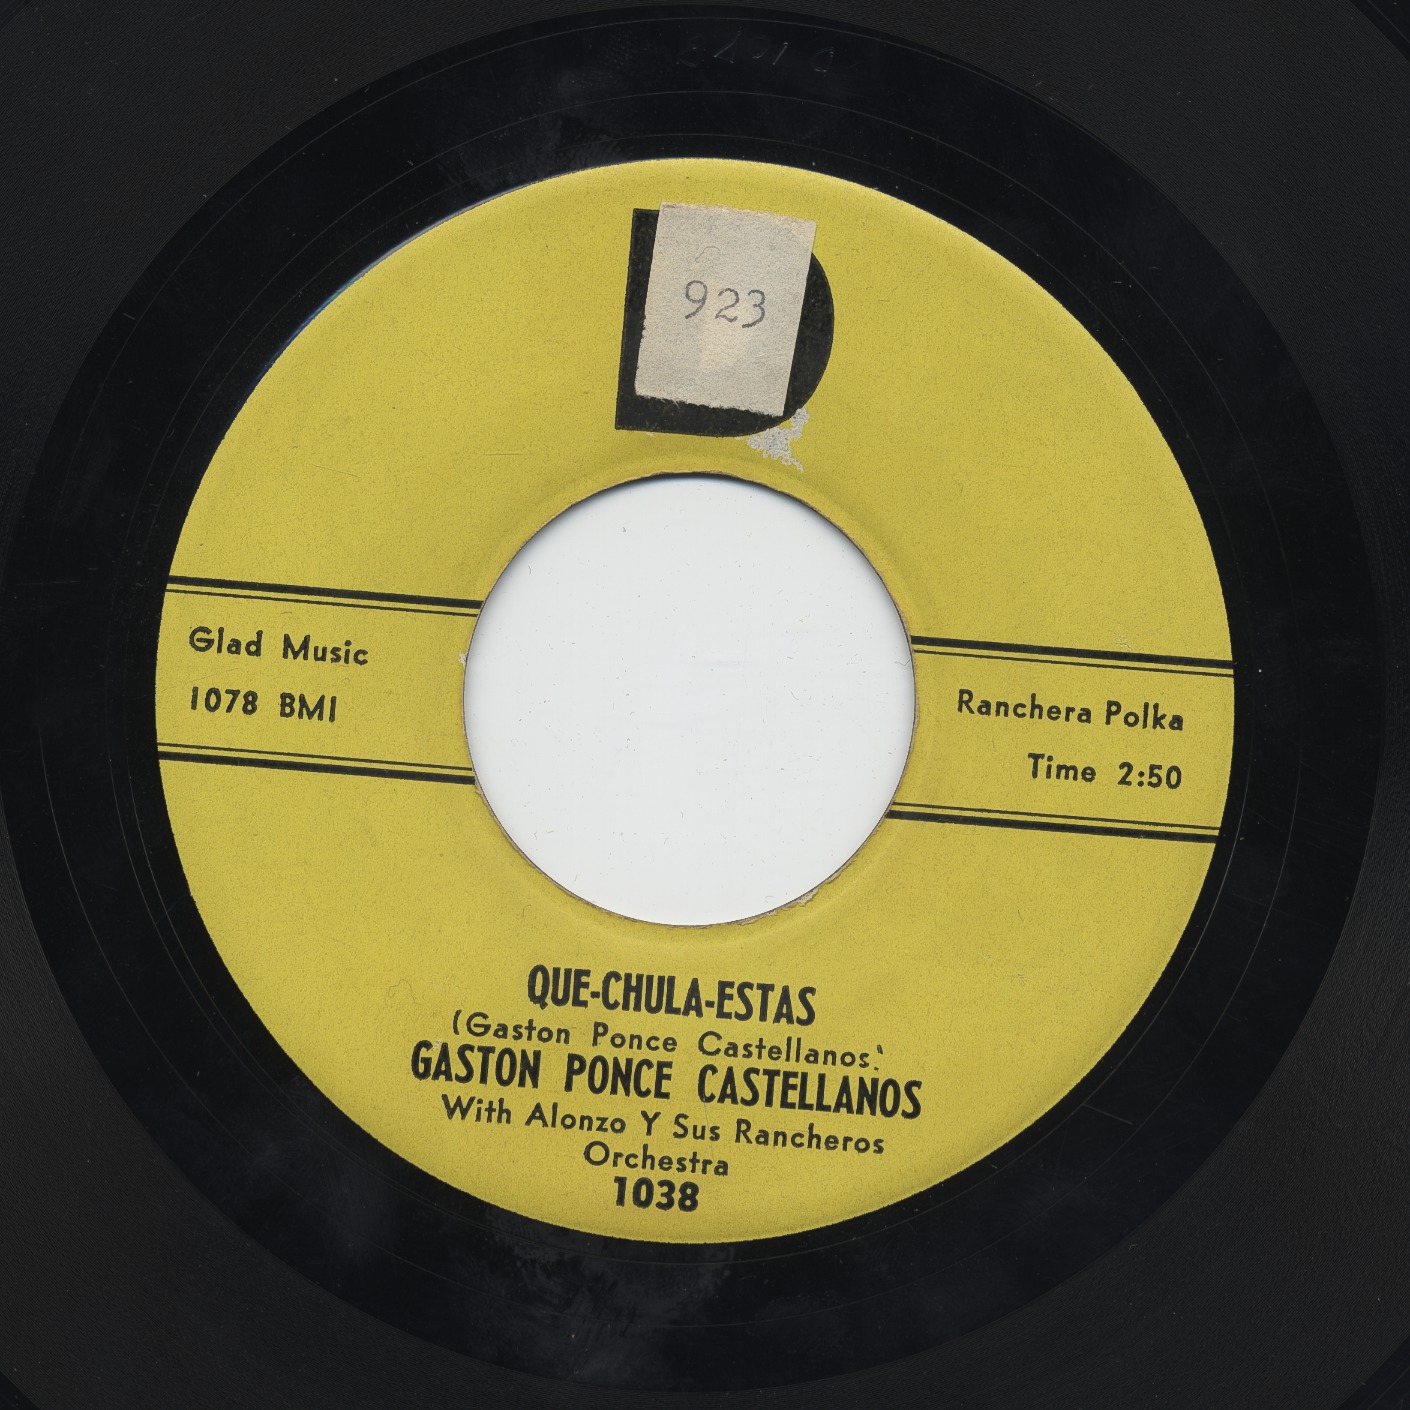 923
Glad Music
1078 BMI
Ranchera Polka
Time 2:50
QUE-CHULA-ESTAS
(Gaston Ponce Castellanos.'
GASTON PONCE CASTELLANOS
With Alonzo Y Sus Rancheros
Orchestra
1038